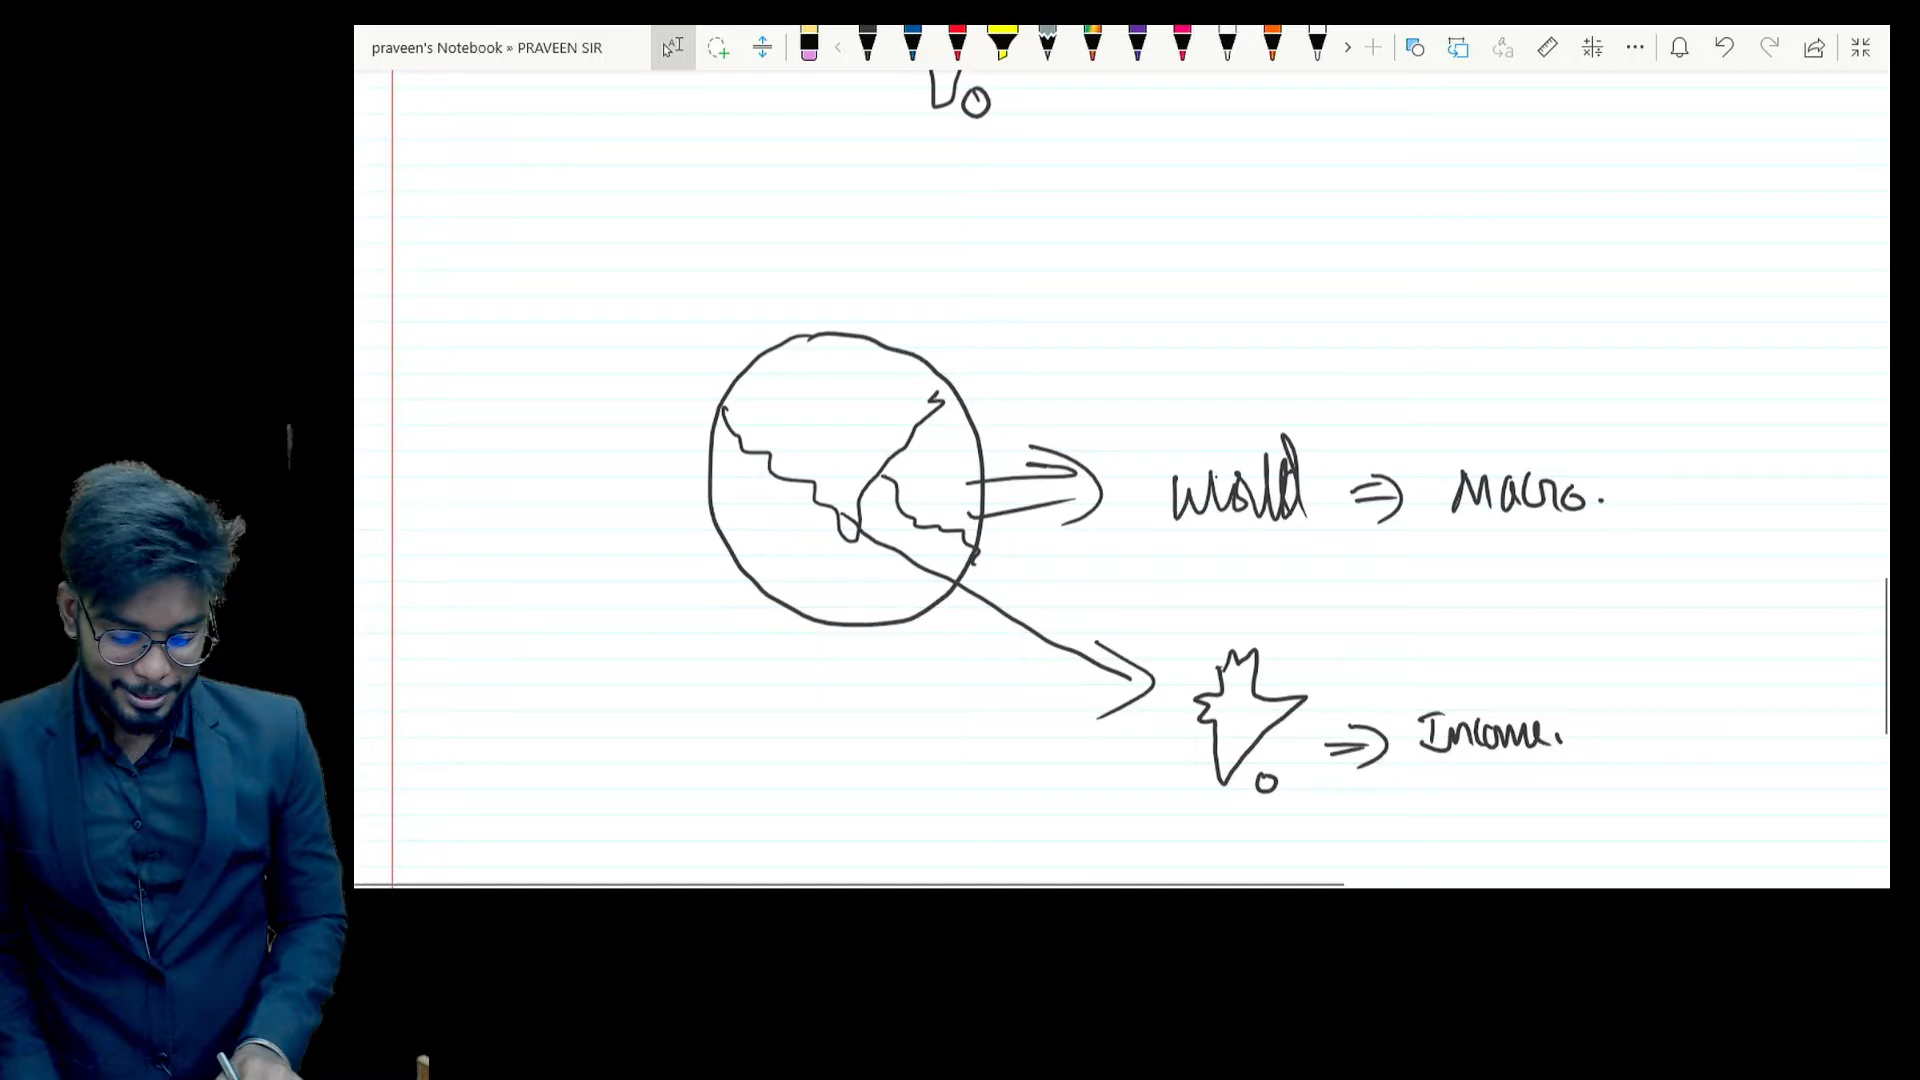 praveen's Notebook » PRAVEEN SIR
World ⇒ Macro.
⇒ Income.